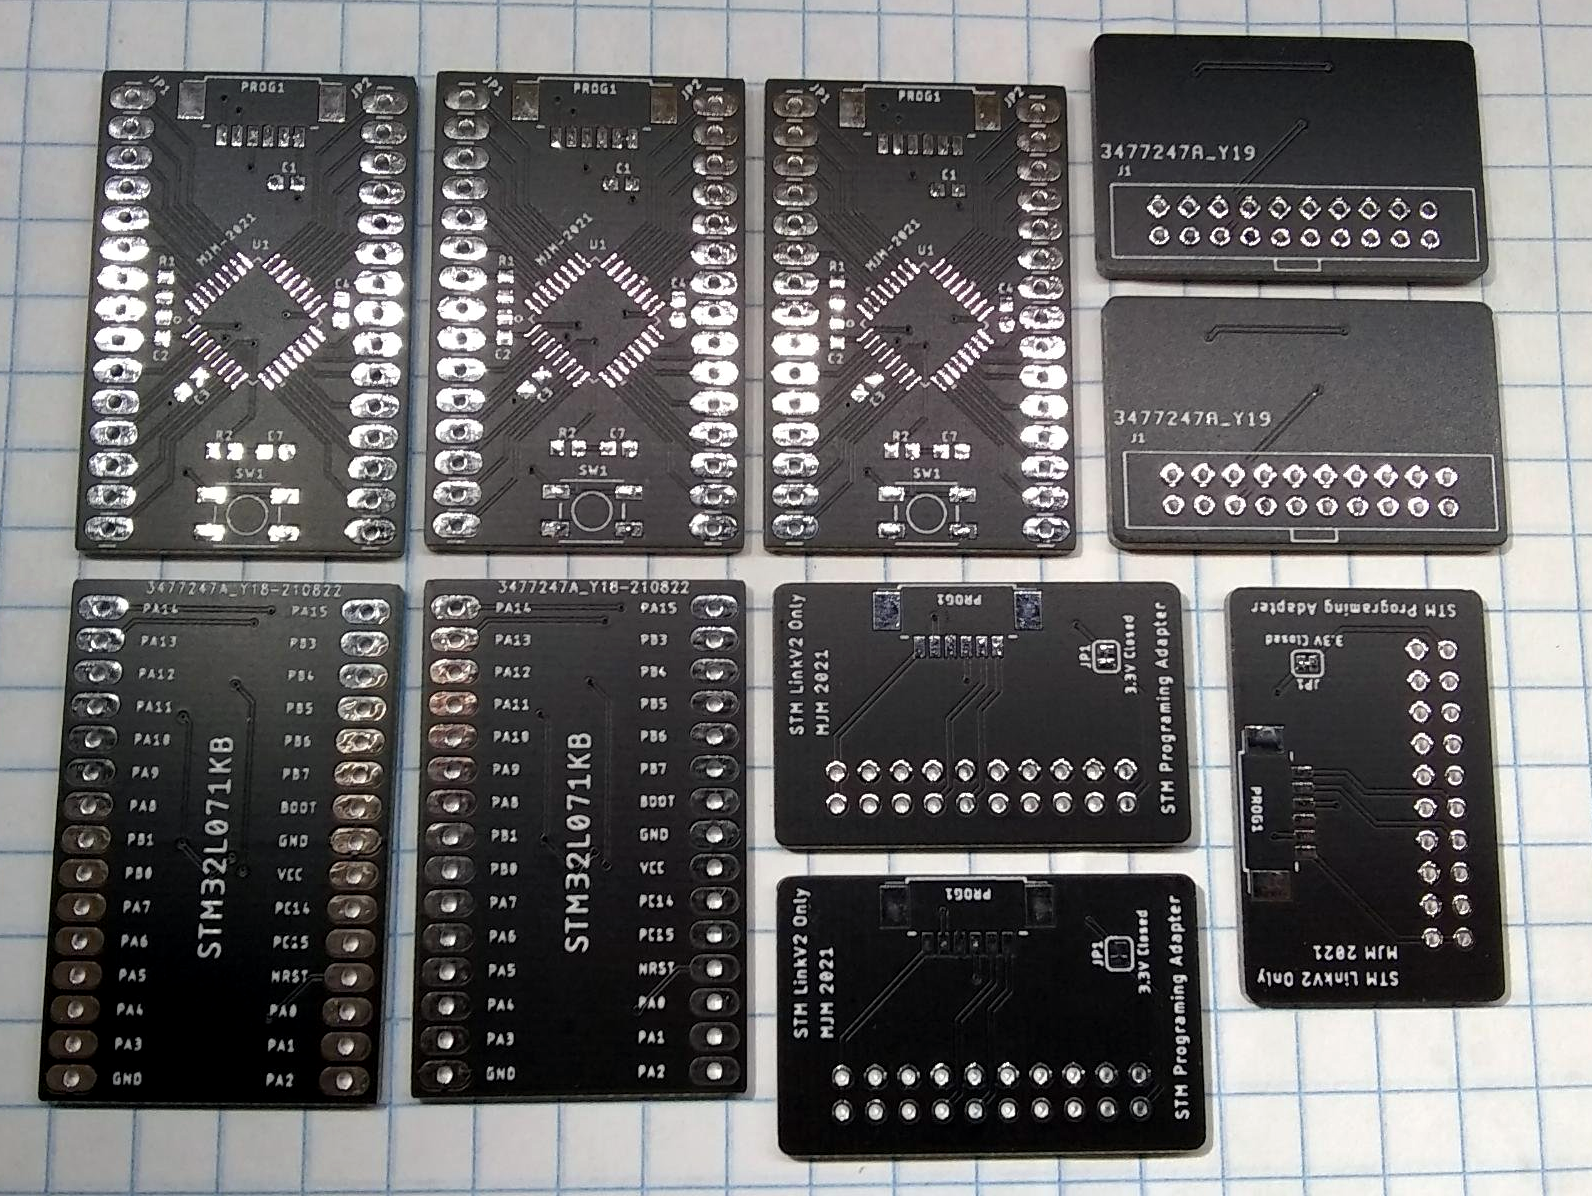 JP1
PROG1
JP2
C1
MJM-2021
U1
R1
C4
C2
C3
R2
C7
SW1
JP1
PROG1
JP2
C1
MJM-2021
U1
R1
C4
C2
C3
R2
C7
SW1
JP1
PROG1
JP2
C1
MJM-2021
U1
R1
C4
C2
C3
R2
C7
SW1
3477247A_Y19
J1
3477247A_Y19
J1
3477247A_Y18-210822
PA14 PA15
PA13 PB3
PA12 PB4
PA11 PB5
PA10 PB6
PA9 PB7
PA8 BOOT
PB1 GND
PB0 VCC
PA7 PC14
PA6 PC15
PA5 NRST
PA4 PA0
PA3 PA1
GND PA2
STM32L071KB
3477247A_Y18-210822
PA14 PA15
PA13 PB3
PA12 PB4
PA11 PB5
PA10 PB6
PA9 PB7
PA8 BOOT
PB1 GND
PB0 VCC
PA7 PC14
PA6 PC15
PA5 NRST
PA4 PA0
PA3 PA1
GND PA2
STM32L071KB
STM LinkV2 Only
MJM 2021
PROG1
JP1
3.3V Closed
STM Programing Adapter
STM LinkV2 Only
MJM 2021
PROG1
JP1
3.3V Closed
STM Programing Adapter
STM Programing Adapter
3.3V Closed
JP1
PROG1
MJM 2021
STM LinkV2 Only